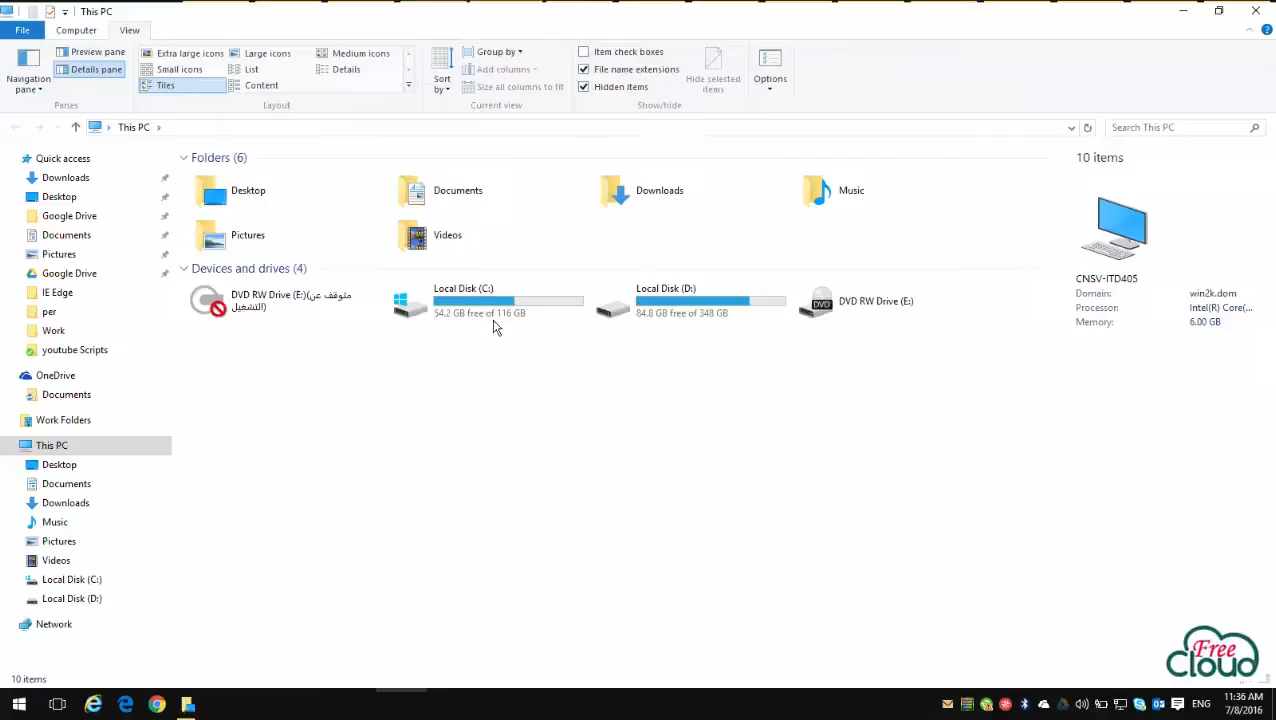 This PC
File
Computer
View
Navigation pane
Preview pane
Details pane
Panes
Extra large icons
Large icons
Medium icons
Small icons
List
Details
Tiles
Content
Layout
Sort by
Group by
Add columns
Size all columns to fit
Current view
Item check boxes
File name extensions
Hidden items
Hide selected items
Show/hide
Options
This PC
Search This PC
Quick access
Downloads
Desktop
Google Drive
Documents
Pictures
Google Drive
IE Edge
per
Work
youtube Scripts
OneDrive
Documents
Work Folders
This PC
Desktop
Documents
Downloads
Music
Pictures
Videos
Local Disk (C:)
Local Disk (D:)
Network
Folders (6)
Desktop
Documents
Downloads
Music
Pictures
Videos
Devices and drives (4)
DVD RW Drive (E:)(متوقف عن
التشغيل)
Local Disk (C:)
54.2 GB free of 116 GB
Local Disk (D:)
84.8 GB free of 348 GB
DVD
DVD RW Drive (E:)
10 items
CNSV-ITD405
Domain: win2k.dom
Processor: Intel(R) Core(...
Memory: 6.00 GB
Free
Cloud
10 items
ENG
11:36 AM
7/8/2016